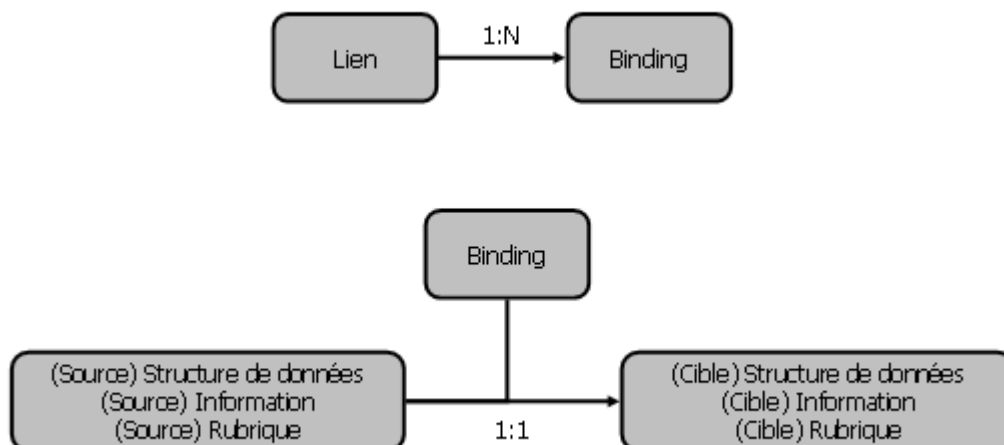 1:N
Lien
Binding
Binding
(Source) Structure de données
(Source) Information
(Source) Rubrique
1:1
(Cible) Structure de données
(Cible) Information
(Cible) Rubrique